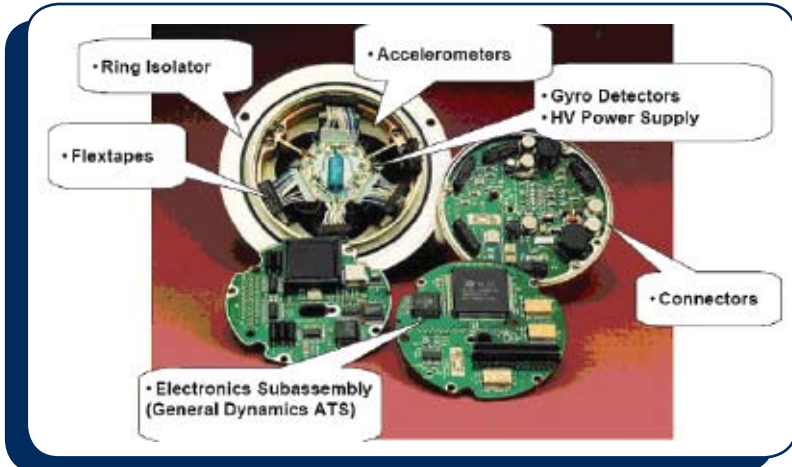 • Ring Isolator
• Accelerometers
• Gyro Detectors
• HV Power Supply
• Flextapes
• Connectors
• Electronics Subassembly
(General Dynamics ATS)